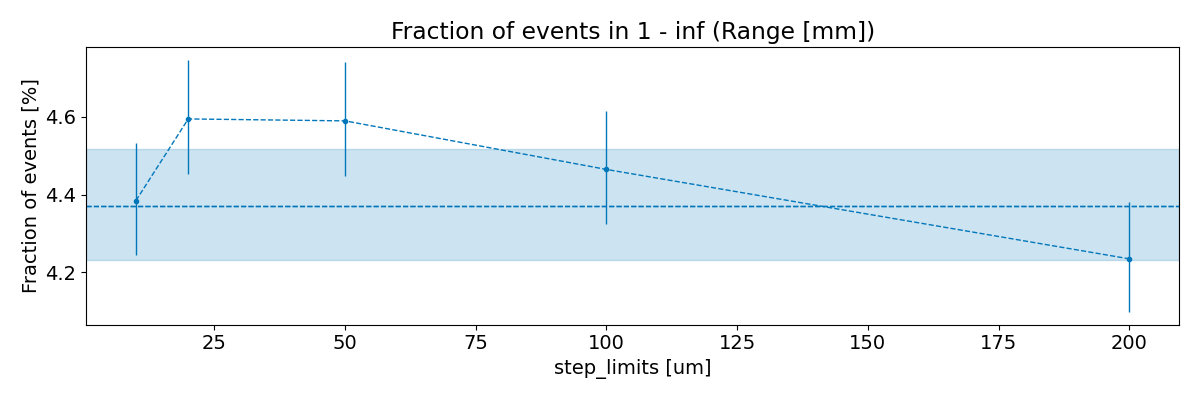 Fraction of events in 1 - inf (Range [mm])
Fraction of events [%]
4.6
4.4
4.2
25 50 75 100 125 150 175 200
step_limits [um]